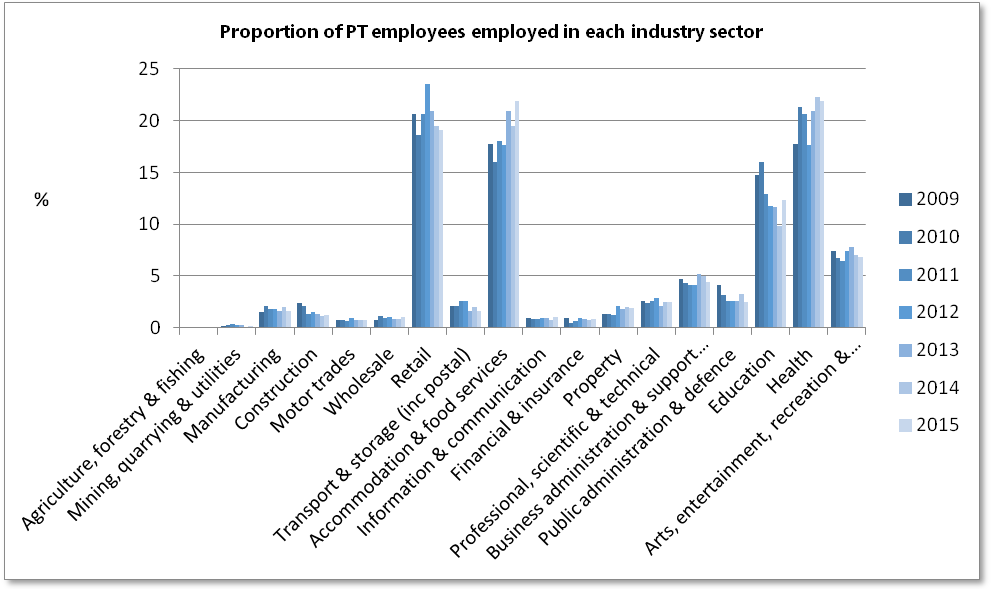 Proportion of PT employees employed in each industry sector
25
20
15
10
5
0
%
Agriculture, forestry & fishing
Mining, quarrying & utilities
Manufacturing
Construction
Motor trades
Wholesale
Retail
Transport & storage (inc postal)
Accommodation & food services
Information & communication
Financial & insurance
Property
Professional, scientific & technical
Business administration & support...
Public administration & defence
Education
Health
Arts, entertainment, recreation &...
2009
2010
2011
2012
2013
2014
2015